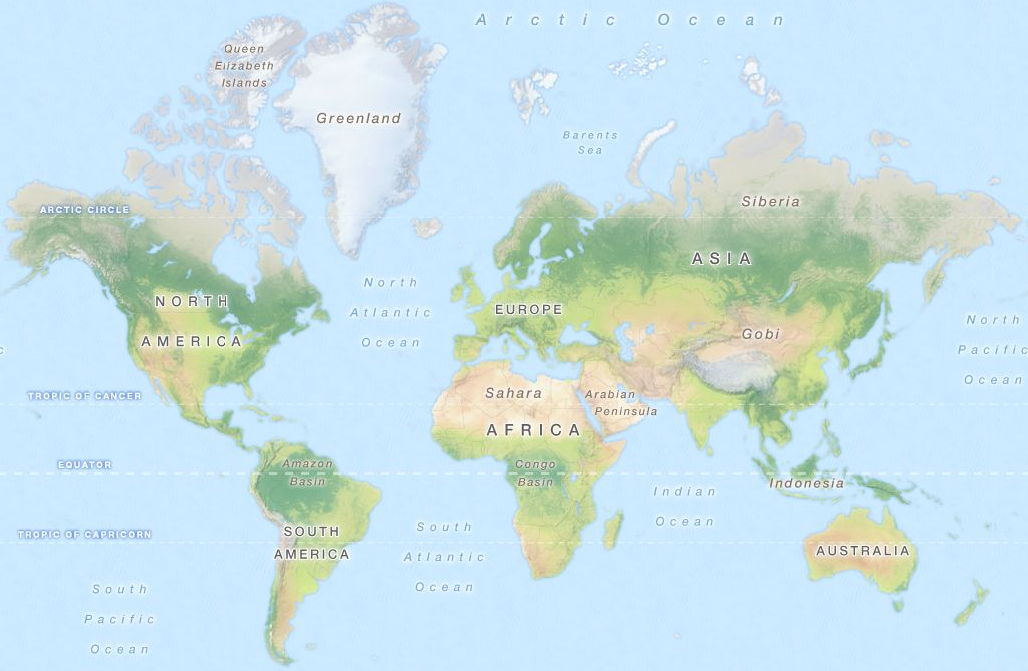 Arctic Ocean
Queen
Elizabeth
Islands
Greenland
Barents
Sea
Siberia
ARCTIC CIRCLE
ASIA
North
Atlantic
Ocean
NORTH
AMERICA
EUROPE
Gobi
North
Pacific
Ocean
c
TROPIC OF CANCER
Sahara
Arabian
Peninsula
AFRICA
EQUATOR
Amazon
Basin
Congo
Basin
Indonesia
Indian
Ocean
TROPIC OF CAPRICORN
SOUTH
AMERICA
South
Atlantic
Ocean
AUSTRALIA
South
Pacific
Ocean